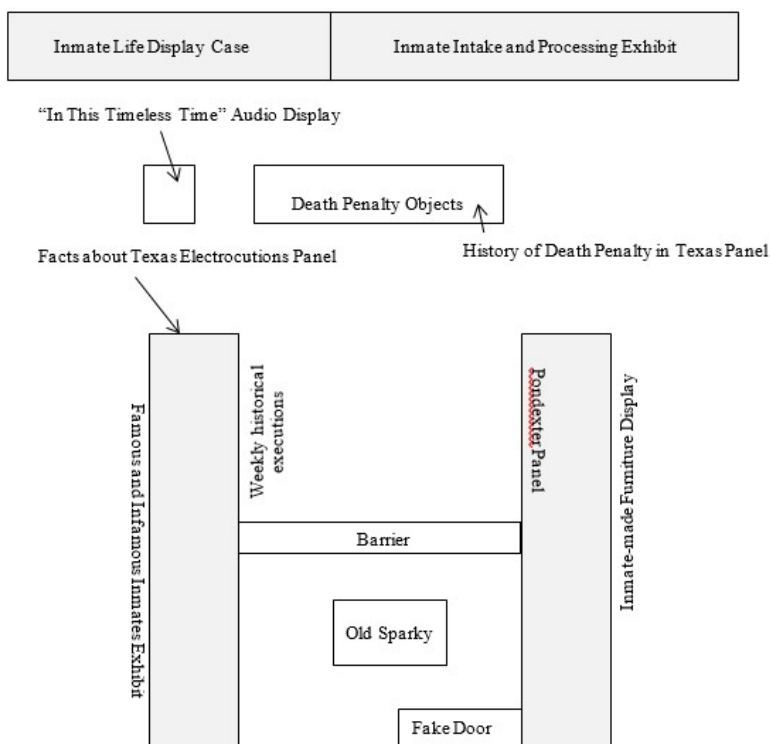 Inmate Life Display Case
Inmate Intake and Processing Exhibit
“In This Timeless Time” Audio Display
Death Penalty Objects
History of Death Penalty in Texas Panel
Facts about Texas Electrocutions Panel
Famous and Infamous Inmates Exhibit
Weekly historical
executions
Pondexter Panel
Inmate-made Furniture Display
Barrier
Old Sparky
Fake Door